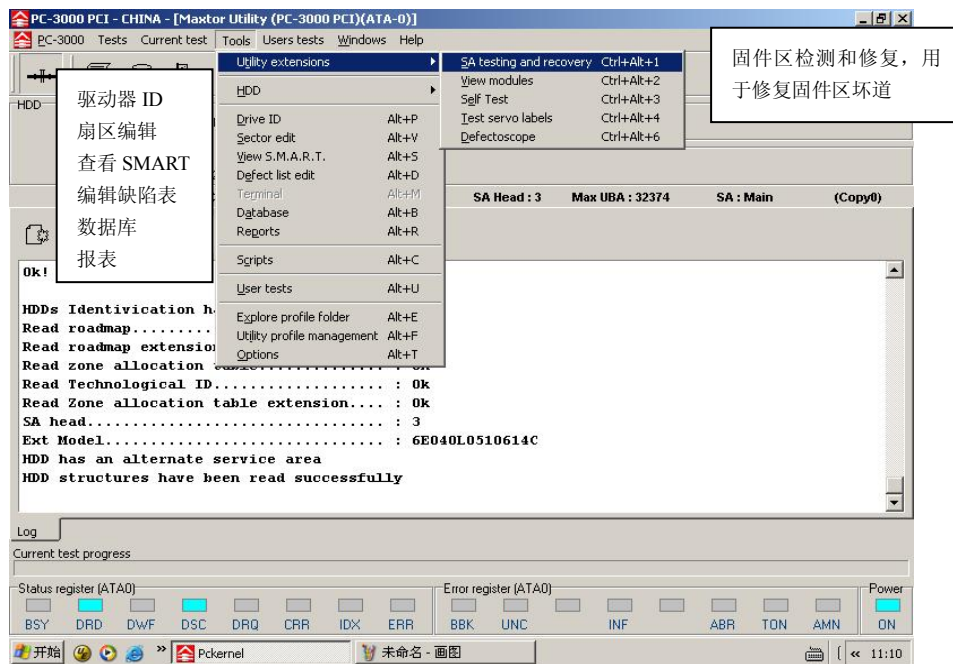 PC-3000 PCI - CHINA - [Maxtor Utility (PC-3000 PCI)(ATA-0)]
PC-3000 Tests Current test Tools Users tests Windows Help
Utility extensions
HDD
Drive ID Alt+P
Sector edit Alt+V
View S.M.A.R.T. Alt+S
Defect list edit Alt+D
Terminal Alt+M
Database Alt+B
Reports Alt+R
Scripts Alt+C
User tests Alt+U
Explore profile folder Alt+E
Utility profile management Alt+F
Options Alt+T
SA testing and recovery Ctrl+Alt+1
View modules Ctrl+Alt+2
Self Test Ctrl+Alt+3
Test servo labels Ctrl+Alt+4
Defectoscope Ctrl+Alt+6
固件区检测和修复，用
于修复固件区坏道
HDD
驱动器 ID
扇区编辑
查看 SMART
编辑缺陷表
数据库
报表
SA Head : 3 Max UBA : 32374 SA : Main (Copy0)
Ok!
HDDs Identivication h
Read roadmap.........
Read roadmap extension
Read zone allocation table............... : Ok
Read Technological ID.................... : Ok
Read Zone allocation table extension.... : Ok
SA head.................................. : 3
Ext Model................................ : 6E040L0510614C
HDD has an alternate service area
HDD structures have been read successfully
Log
Current test progress
Status register (ATA0) Error register (ATA0) Power
BSY DRD DWF DSC DRQ CRR IDX ERR BBK UNC INF ABR TON AMN ON
开始 Pckernel 未命名 - 画图 11:10